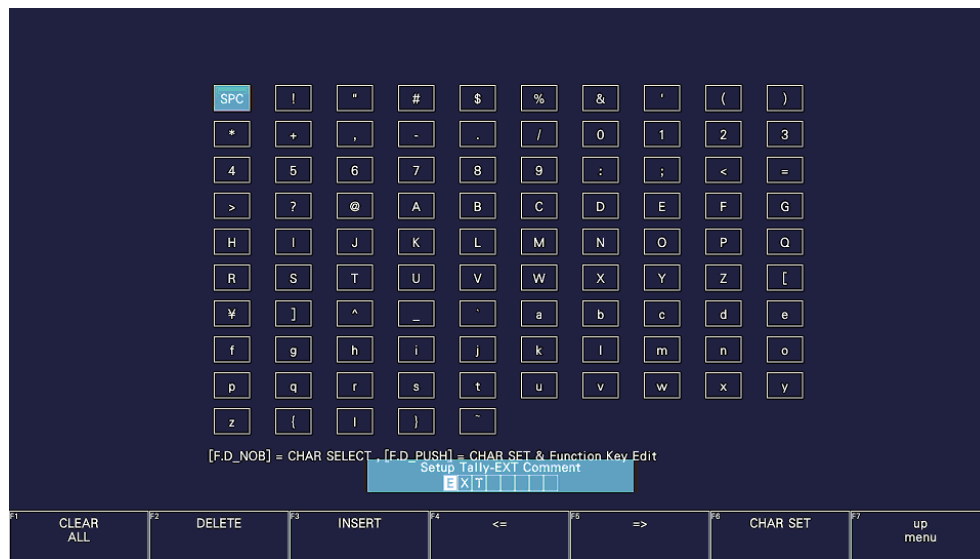 SPC ! " # $ % & ' ( )
* + , - . / 0 1 2 3
4 5 6 7 8 9 : ; < =
> ? @ A B C D E F G
H I J K L M N O P Q
R S T U V W X Y Z [
¥ ] ^ _ ` a b c d e
f g h i j k l m n o
p q r s t u v w x y
z { | } ~
[F.D_NOB] = CHAR SELECT , [F.D_PUSH] = CHAR SET & Function Key Edit
Setup Tally-EXT Comment
EXT
F1 CLEAR ALL
F2 DELETE
F3 INSERT
F4 <=
F5 =>
F6 CHAR SET
F7 up menu